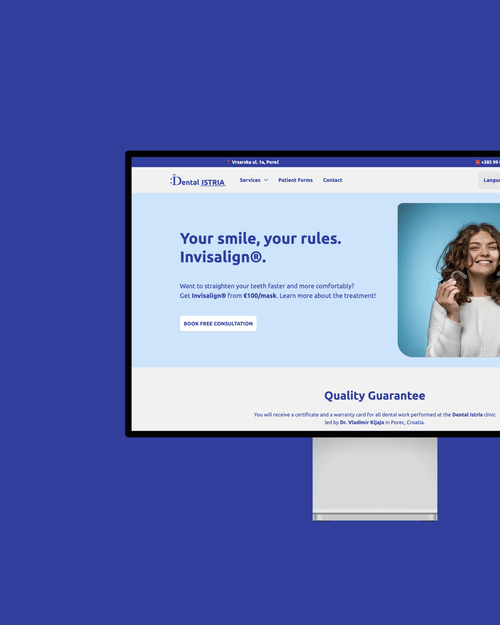 Vrsarska ul. 1a, Poreč
+385 99
Dental ISTRIA
Services
Patient Forms
Contact
Your smile, your rules.
Invisalign®.
Want to straighten your teeth faster and more comfortably?
Get Invisalign® from €100/mask. Learn more about the treatment!
BOOK FREE CONSULTATION
Quality Guarantee
You will receive a certificate and a warranty card for all dental work performed at the Dental Istria clinic
led by Dr. Vladimir Kljajo in Porec, Croatia.